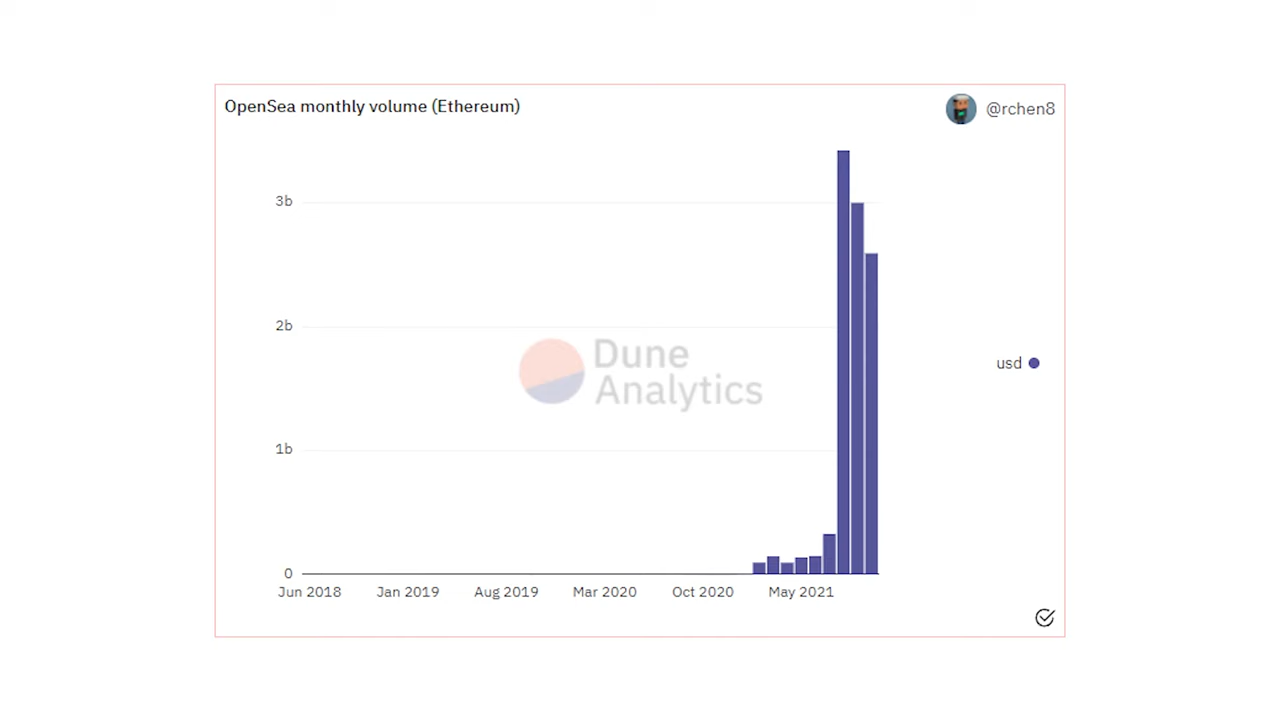 OpenSea monthly volume (Ethereum)
@rchen8
3b
2b
1b
0
Dune
Analytics
usd
Jun 2018
Jan 2019
Aug 2019
Mar 2020
Oct 2020
May 2021